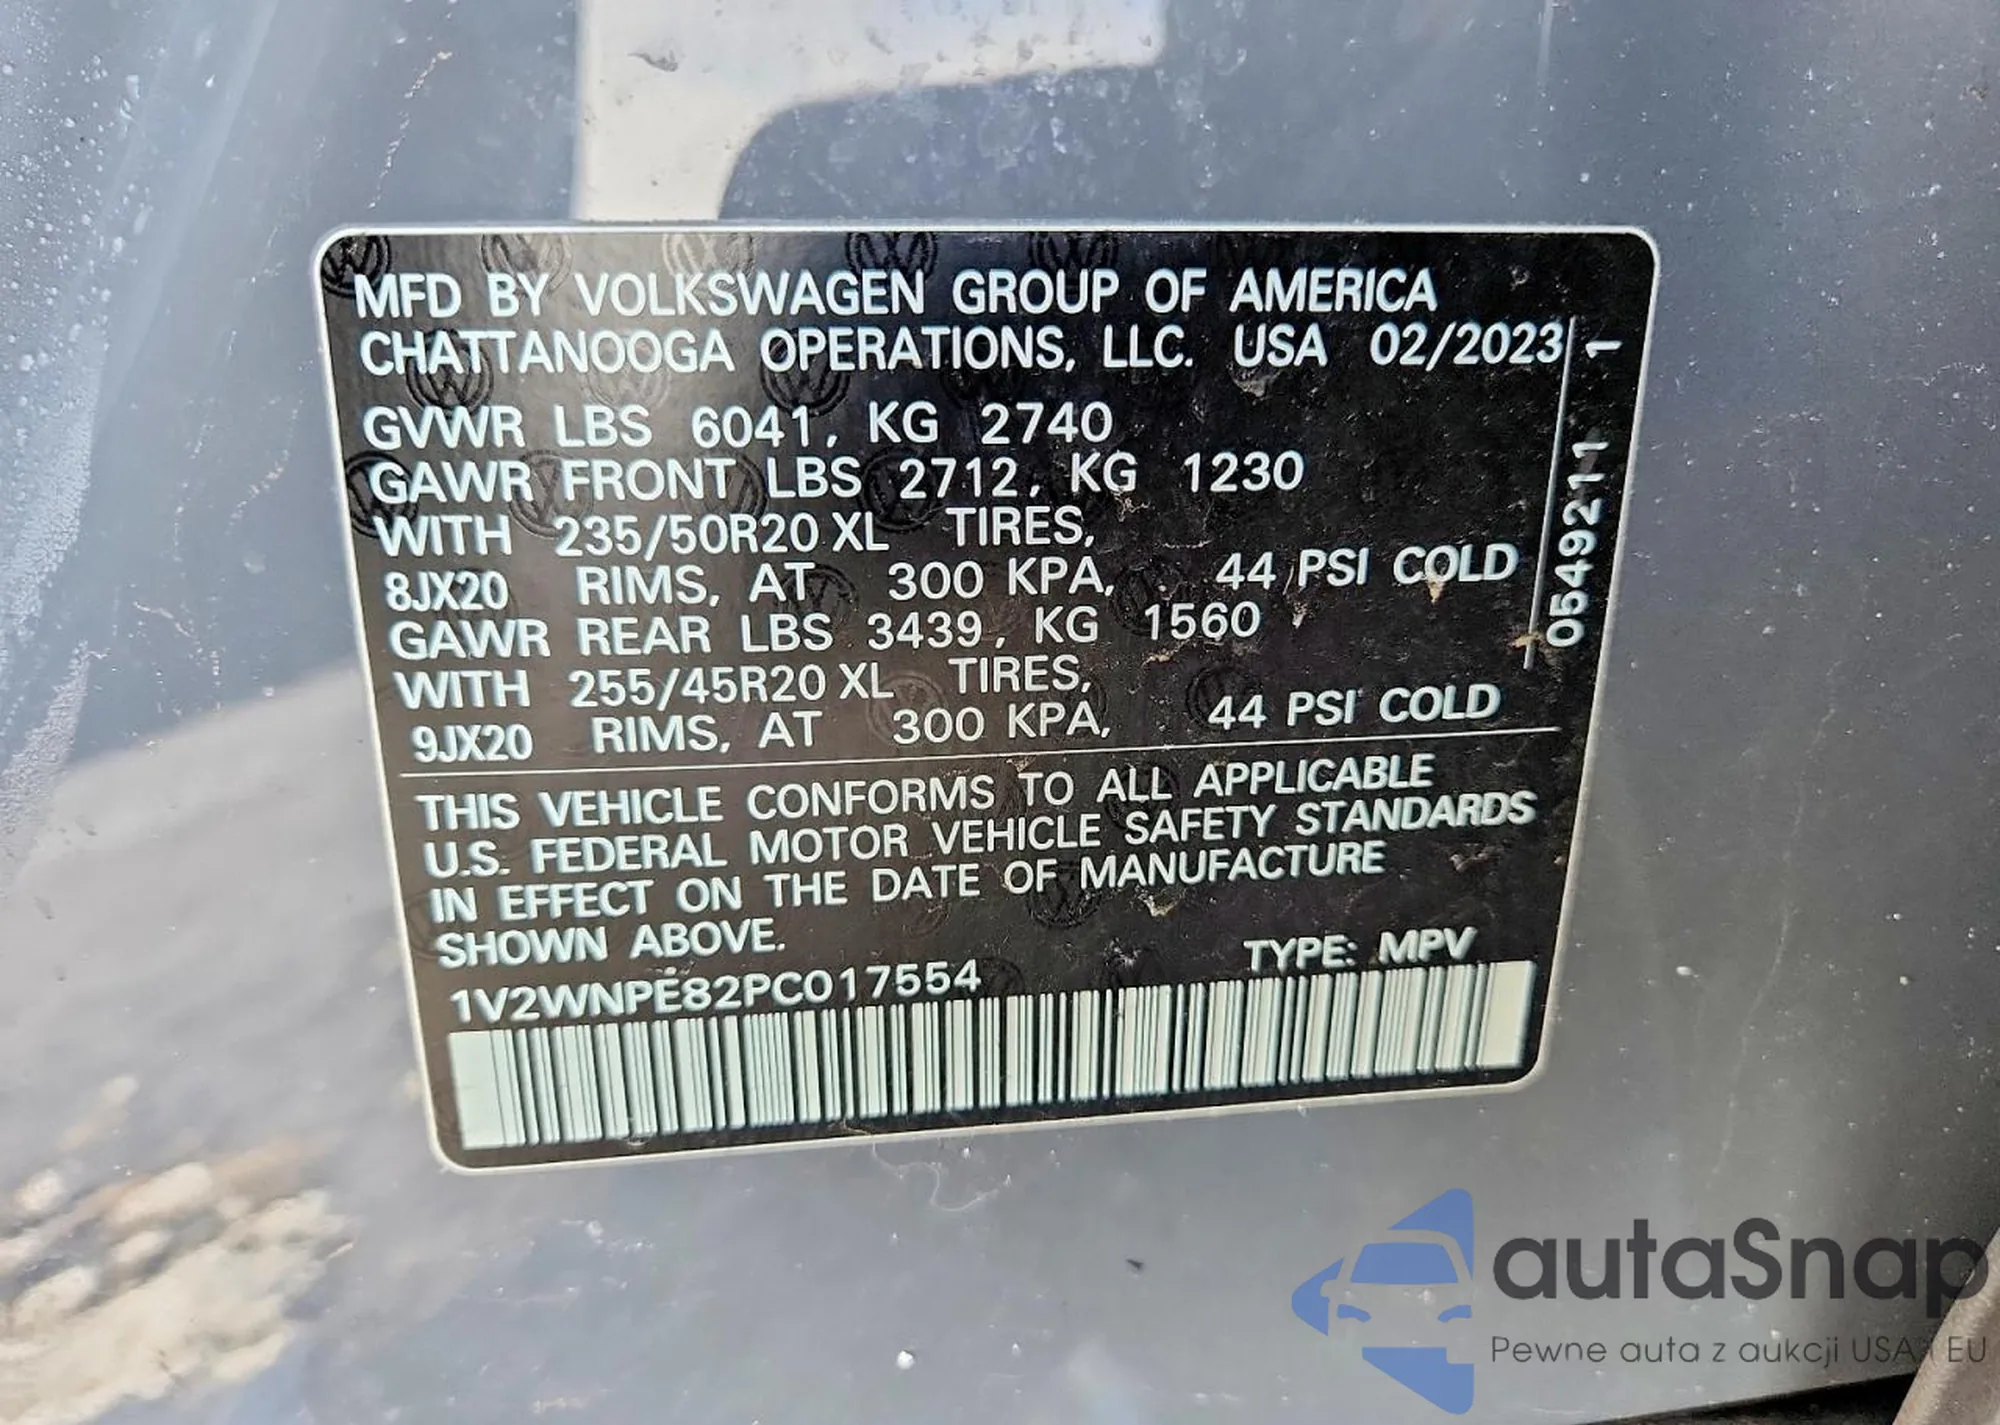 MFD BY VOLKSWAGEN GROUP OF AMERICA
CHATTANOOGA OPERATIONS, LLC. USA 02/2023
GVWR LBS 6041, KG 2740
GAWR FRONT LBS 2712, KG 1230
WITH 235/50R20 XL TIRES,
8JX20 RIMS, AT 300 KPA, 44 PSI COLD
GAWR REAR LBS 3439, KG 1560
WITH 255/45R20 XL TIRES,
9JX20 RIMS, AT 300 KPA, 44 PSI COLD
0549211 1
THIS VEHICLE CONFORMS TO ALL APPLICABLE
U.S. FEDERAL MOTOR VEHICLE SAFETY STANDARDS
IN EFFECT ON THE DATE OF MANUFACTURE
SHOWN ABOVE.
TYPE: MPV
1V2WNPE82PC017554
autaSnap
Pewne auta z aukcji USA i EU